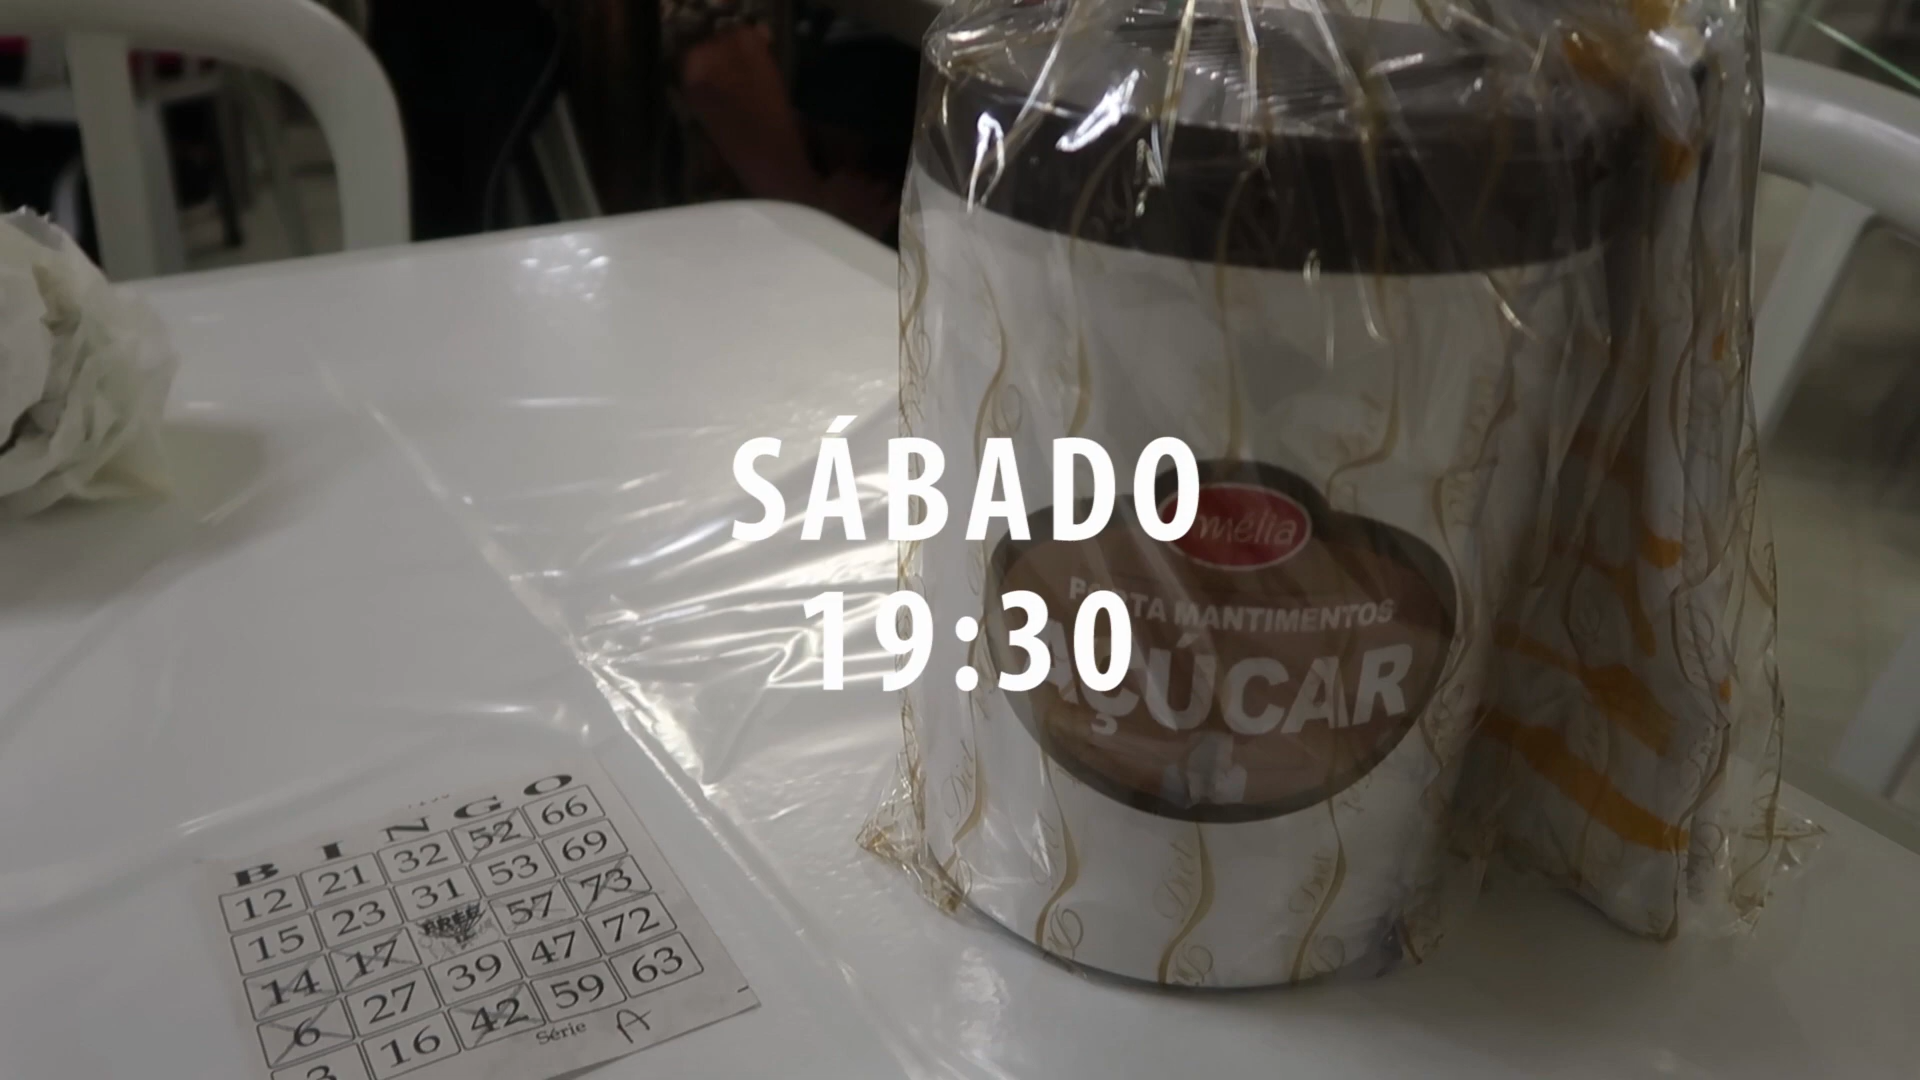 SÁBADO
19:30
mélia
PORTA MANTIMENTOS
AÇÚCAR
B I N G O
12 21 32 52 66
15 23 31 53 69
14 17 FREE 57 73
6 27 39 47 72
3 16 42 59 63
Série A